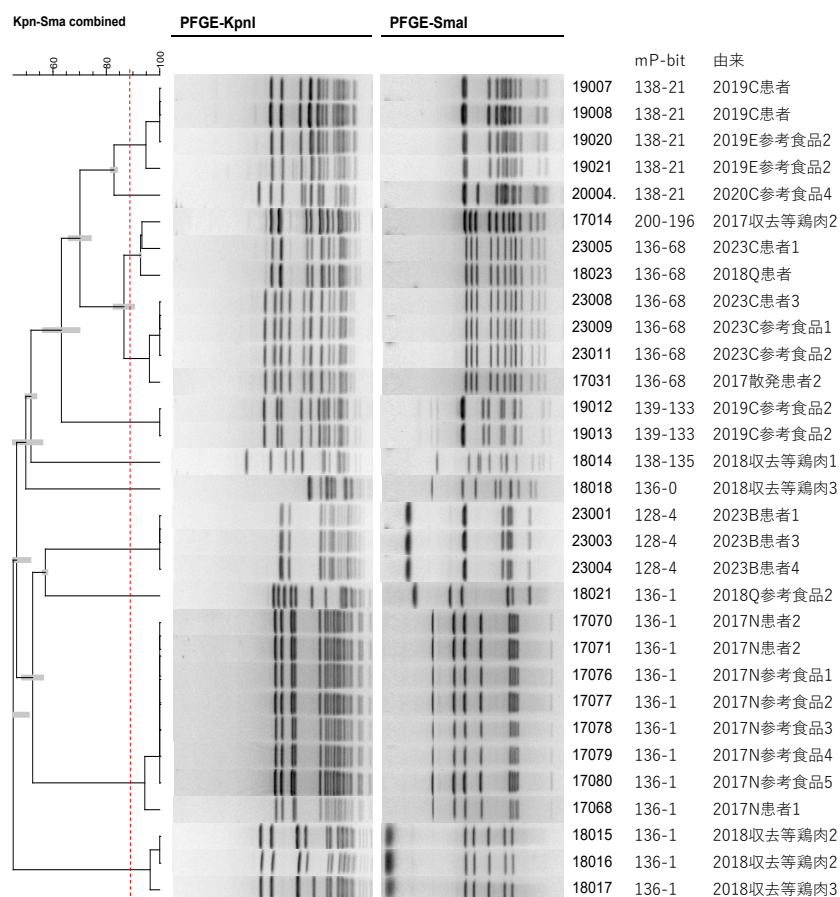 Kpn-Sma combined PFGE-KpnI PFGE-SmaI
60 80 100
mP-bit 由来
19007 138-21 2019C患者
19008 138-21 2019C患者
19020 138-21 2019E参考食品2
19021 138-21 2019E参考食品2
20004. 138-21 2020C参考食品4
17014 200-196 2017収去等鶏肉2
23005 136-68 2023C患者1
18023 136-68 2018Q患者
23008 136-68 2023C患者3
23009 136-68 2023C参考食品1
23011 136-68 2023C参考食品2
17031 136-68 2017散発患者2
19012 139-133 2019C参考食品2
19013 139-133 2019C参考食品2
18014 138-135 2018収去等鶏肉1
18018 136-0 2018収去等鶏肉3
23001 128-4 2023B患者1
23003 128-4 2023B患者3
23004 128-4 2023B患者4
18021 136-1 2018Q参考食品2
17070 136-1 2017N患者2
17071 136-1 2017N患者2
17076 136-1 2017N参考食品1
17077 136-1 2017N参考食品2
17078 136-1 2017N参考食品3
17079 136-1 2017N参考食品4
17080 136-1 2017N参考食品5
17068 136-1 2017N患者1
18015 136-1 2018収去等鶏肉2
18016 136-1 2018収去等鶏肉2
18017 136-1 2018収去等鶏肉3